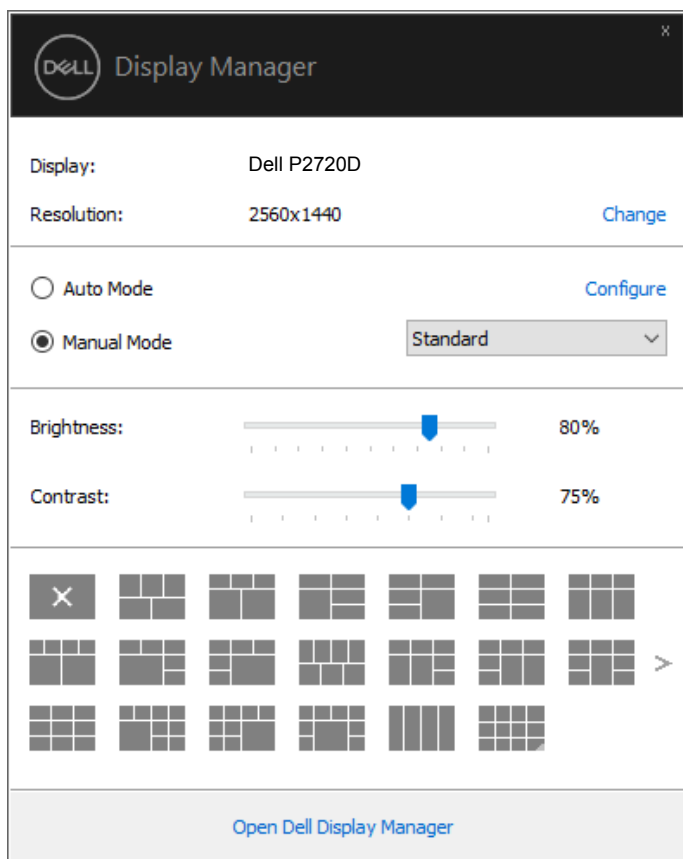 DELL Display Manager x
Display: Dell P2720D
Resolution: 2560x1440 Change
Auto Mode Configure
Manual Mode Standard
Brightness: 80%
Contrast: 75%
Open Dell Display Manager